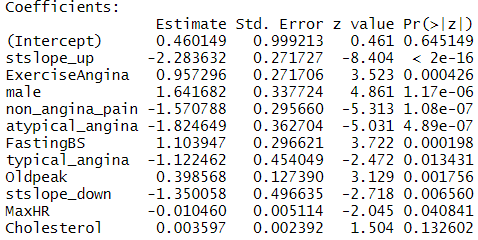 Coefficients:
Estimate Std. Error z value Pr(>|z|)
(Intercept) 0.460149 0.999213 0.461 0.645149
stslope_up -2.283632 0.271727 -8.404 < 2e-16
ExerciseAngina 0.957296 0.271706 3.523 0.000426
male 1.641682 0.337724 4.861 1.17e-06
non_angina_pain -1.570788 0.295660 -5.313 1.08e-07
atypical_angina -1.824649 0.362704 -5.031 4.89e-07
FastingBS 1.103947 0.296621 3.722 0.000198
typical_angina -1.122462 0.454049 -2.472 0.013431
Oldpeak 0.398568 0.127390 3.129 0.001756
stslope_down -1.350058 0.496635 -2.718 0.006560
MaxHR -0.010460 0.005114 -2.045 0.040841
Cholesterol 0.003597 0.002392 1.504 0.132602